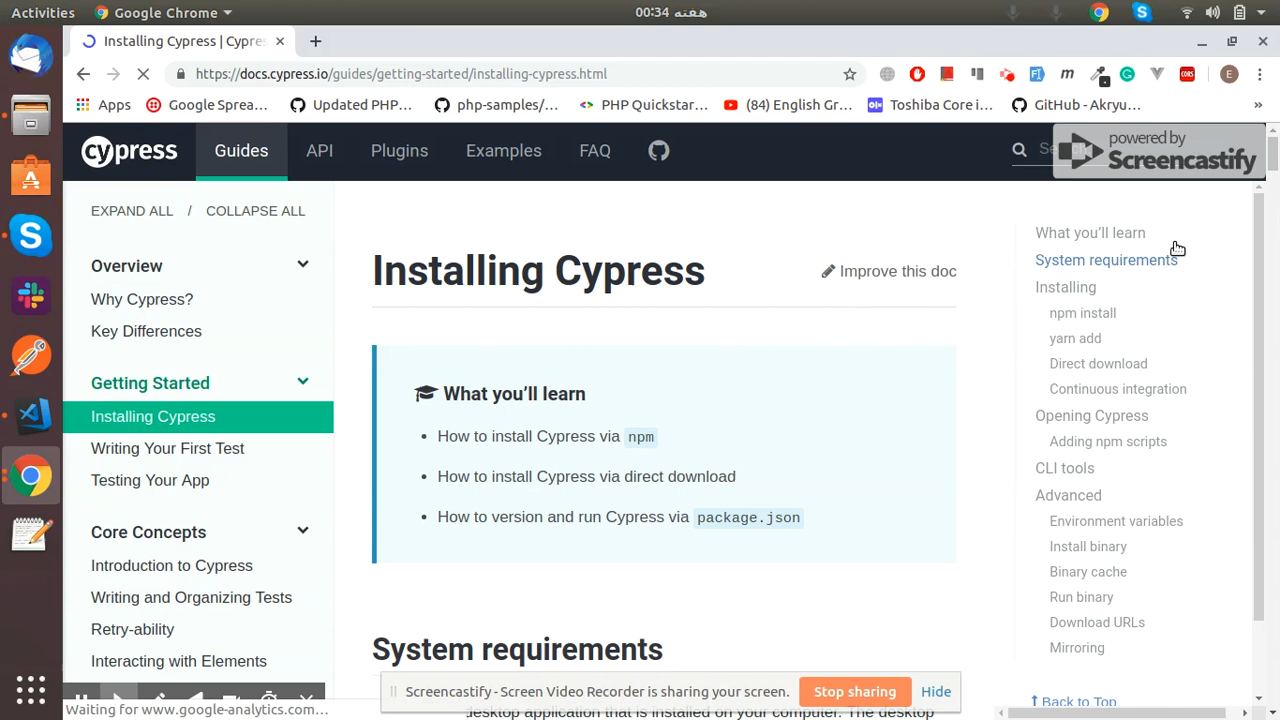 Activities
Google Chrome
هفته 00:34
Installing Cypress | Cypre
https://docs.cypress.io/guides/getting-started/installing-cypress.html
E
Apps
Google Sprea...
Updated PHP...
php-samples/...
PHP Quickstar...
(84) English Gr...
Toshiba Core i...
GitHub - Akryu...
»
cypress
Guides
API
Plugins
Examples
FAQ
powered by
Screencastify
EXPAND ALL / COLLAPSE ALL
Overview
Why Cypress?
Key Differences
Getting Started
Installing Cypress
Writing Your First Test
Testing Your App
Core Concepts
Introduction to Cypress
Writing and Organizing Tests
Retry-ability
Interacting with Elements
Installing Cypress
Improve this doc
What you’ll learn
• How to install Cypress via npm
• How to install Cypress via direct download
• How to version and run Cypress via package.json
System requirements
desktop application that is installed on your computer. The desktop
What you’ll learn
System requirements
Installing
npm install
yarn add
Direct download
Continuous integration
Opening Cypress
Adding npm scripts
CLI tools
Advanced
Environment variables
Install binary
Binary cache
Run binary
Download URLs
Mirroring
Back to Top
Screencastify - Screen Video Recorder is sharing your screen.
Stop sharing
Hide
Waiting for www.google-analytics.com...